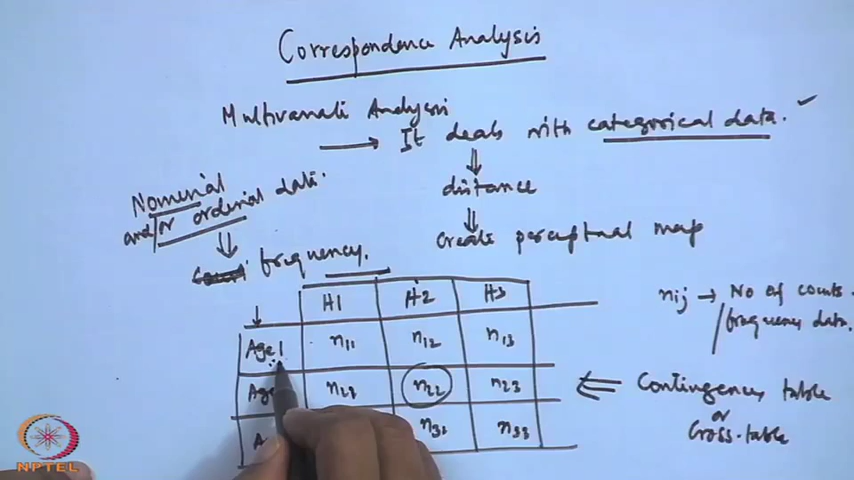 Correspondence Analysis
Multivariate Analysis
→ It deals with categorical data. ✓
Nominal
and/or ordinal data.
distance
create perceptual map
frequency.
H1 H2 H3
Age1 n11 n12 n13
Age n22 n23
n33
nij → No of counts
/frequency data.
Contingency table
or
Cross-table
NPTEL